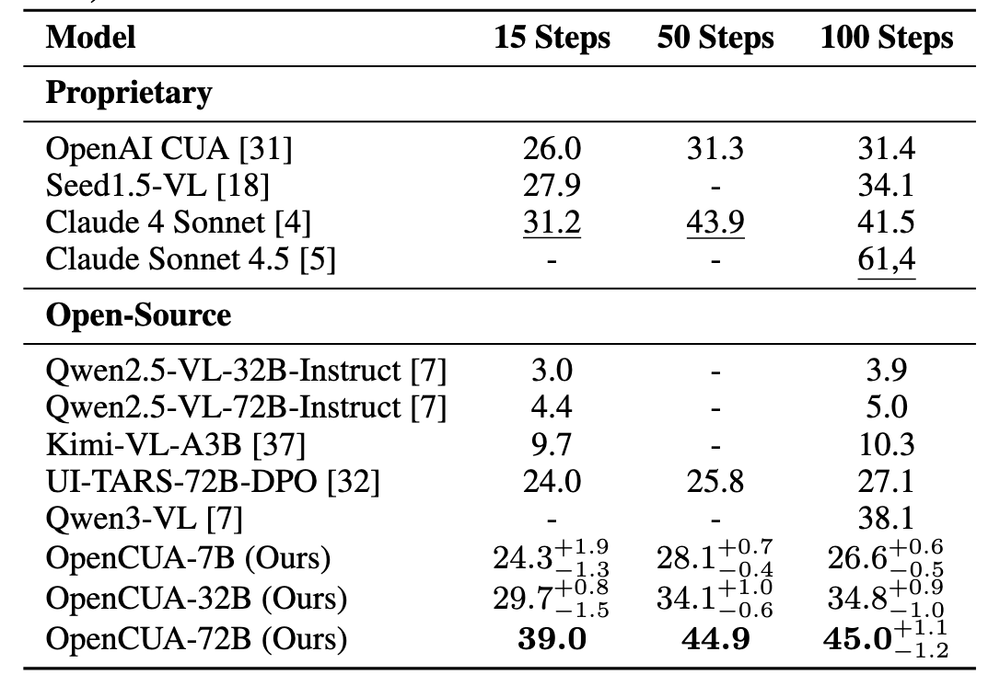 Model 15 Steps 50 Steps 100 Steps
Proprietary
OpenAI CUA [31] 26.0 31.3 31.4
Seed1.5-VL [18] 27.9 - 34.1
Claude 4 Sonnet [4] 31.2 43.9 41.5
Claude Sonnet 4.5 [5] - - 61,4
Open-Source
Qwen2.5-VL-32B-Instruct [7] 3.0 - 3.9
Qwen2.5-VL-72B-Instruct [7] 4.4 - 5.0
Kimi-VL-A3B [37] 9.7 - 10.3
UI-TARS-72B-DPO [32] 24.0 25.8 27.1
Qwen3-VL [7] - - 38.1
OpenCUA-7B (Ours) 24.3+1.9−1.3 28.1+0.7−0.4 26.6+0.6−0.5
OpenCUA-32B (Ours) 29.7+0.8−1.5 34.1+1.0−0.6 34.8+0.9−1.0
OpenCUA-72B (Ours) 39.0 44.9 45.0+1.1−1.2